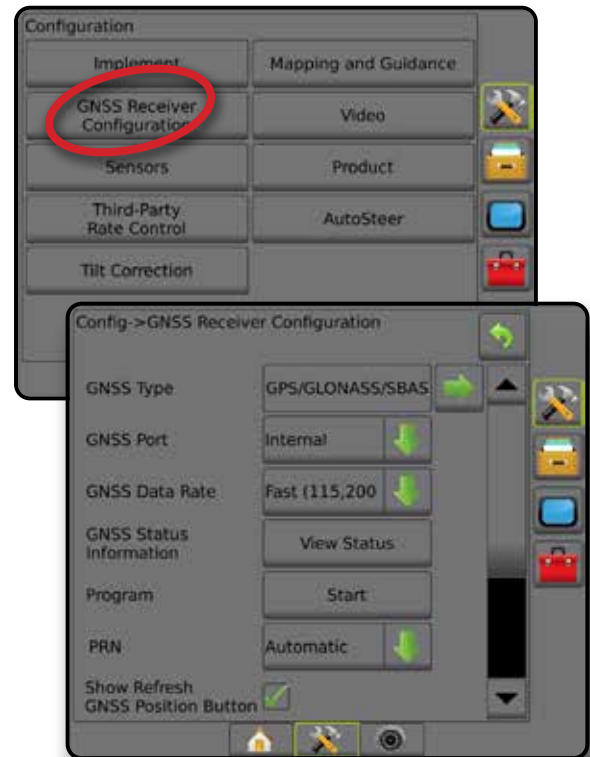 Configuration
Implement
Mapping and Guidance
GNSS Receiver
Configuration
Video
Sensors
Product
Third-Party
Rate Control
AutoSteer
Tilt Correction
Config->GNSS Receiver Configuration
GNSS Type
GPS/GLONASS/SBAS
GNSS Port
Internal
GNSS Data Rate
Fast (115,200
GNSS Status
Information
View Status
Program
Start
PRN
Automatic
Show Refresh
GNSS Position Button